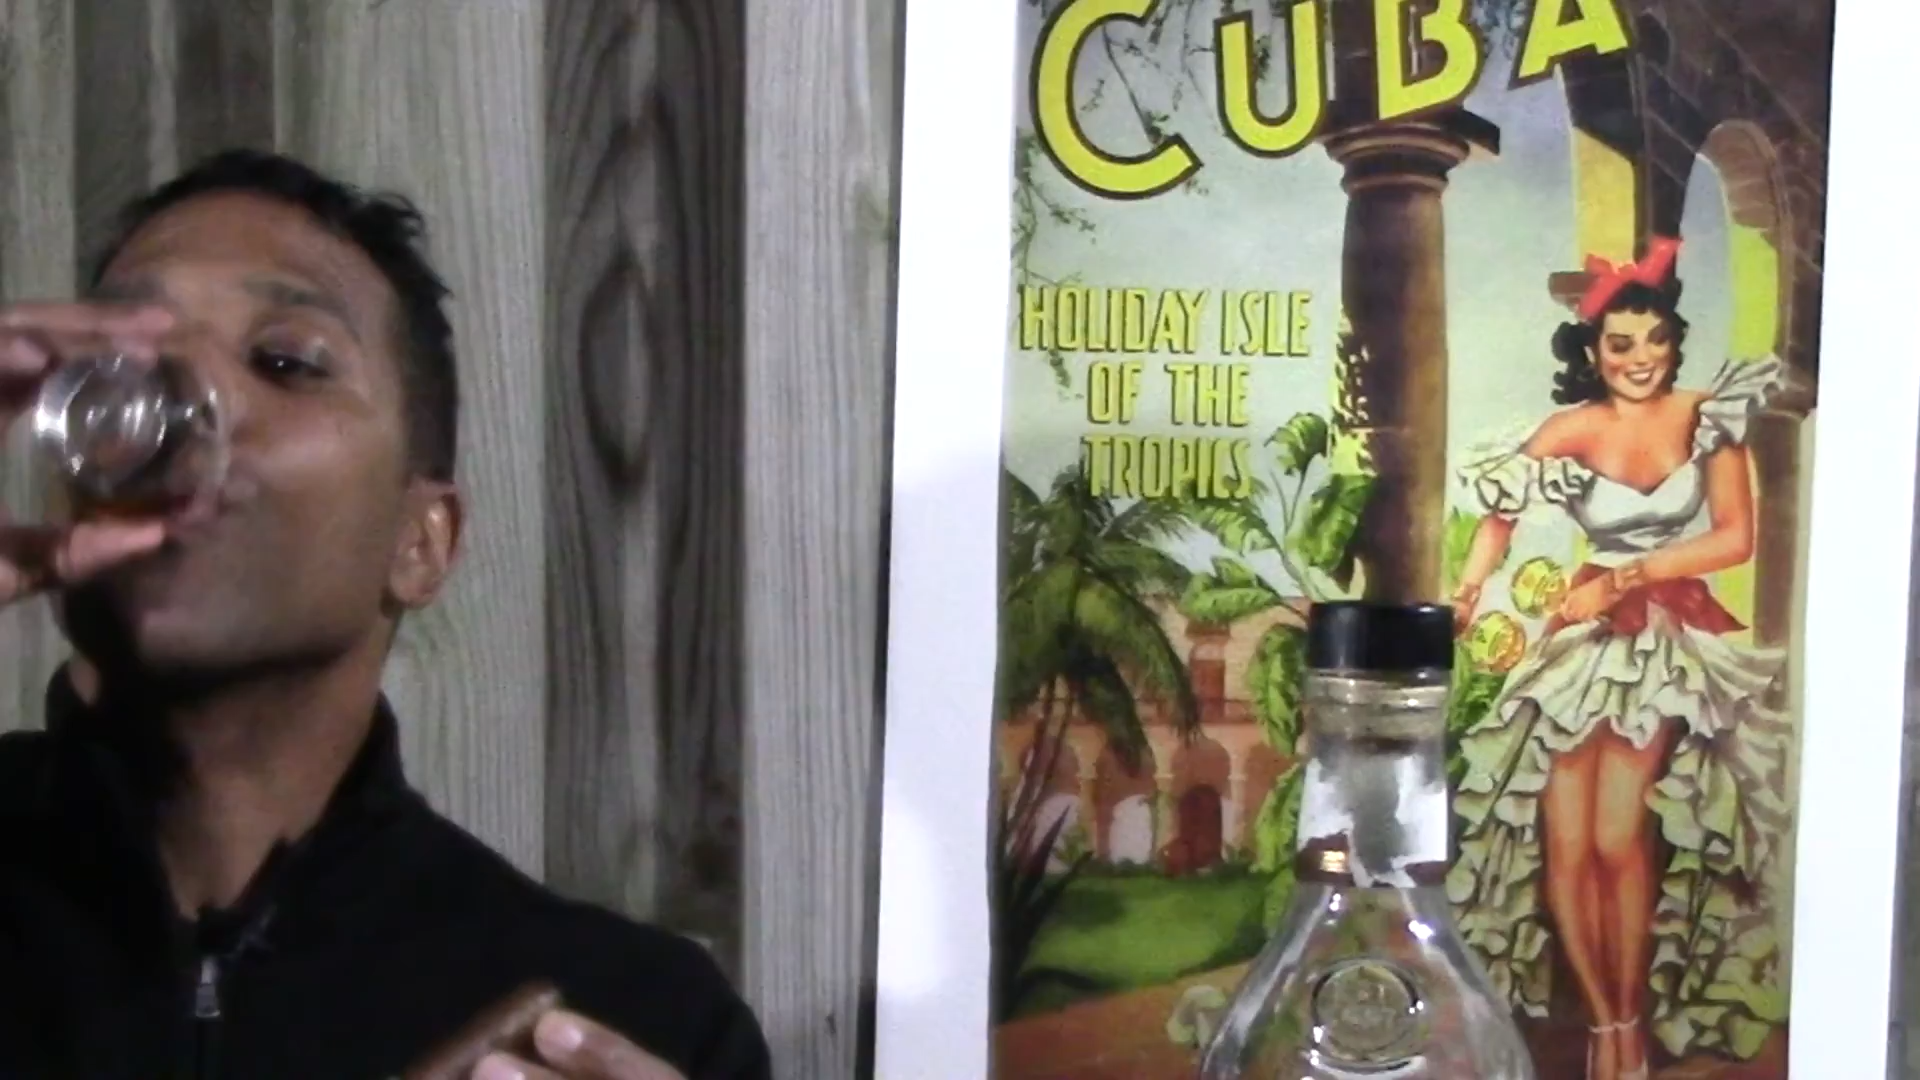 CUBA
HOLIDAY ISLE
OF THE
TROPICS